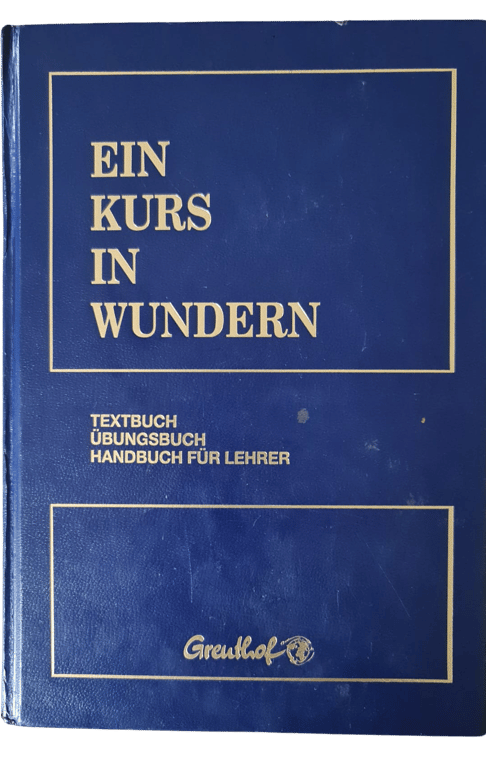 EIN
KURS
IN
WUNDERN
TEXTBUCH
ÜBUNGSBUCH
HANDBUCH FÜR LEHRER
Greuthof